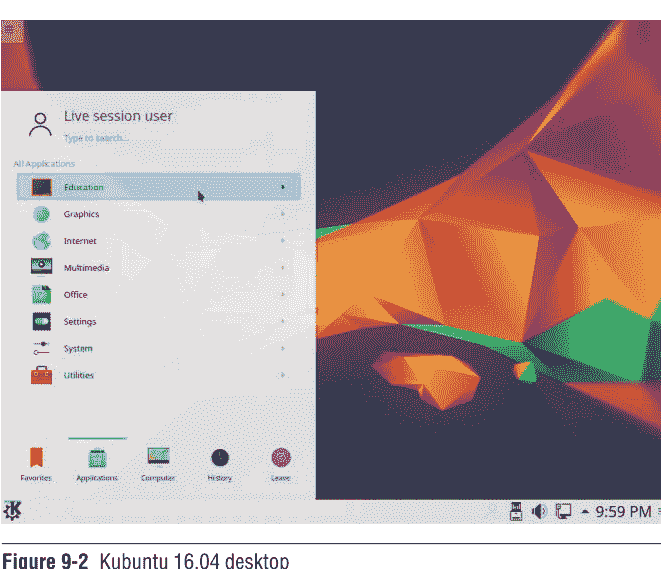 Live session user
Type to search...
All Applications
Education
Graphics
Internet
Multimedia
Office
Settings
System
Utilities
Favorites Applications Computer History Leave
9:59 PM
Figure 9-2 Kubuntu 16.04 desktop